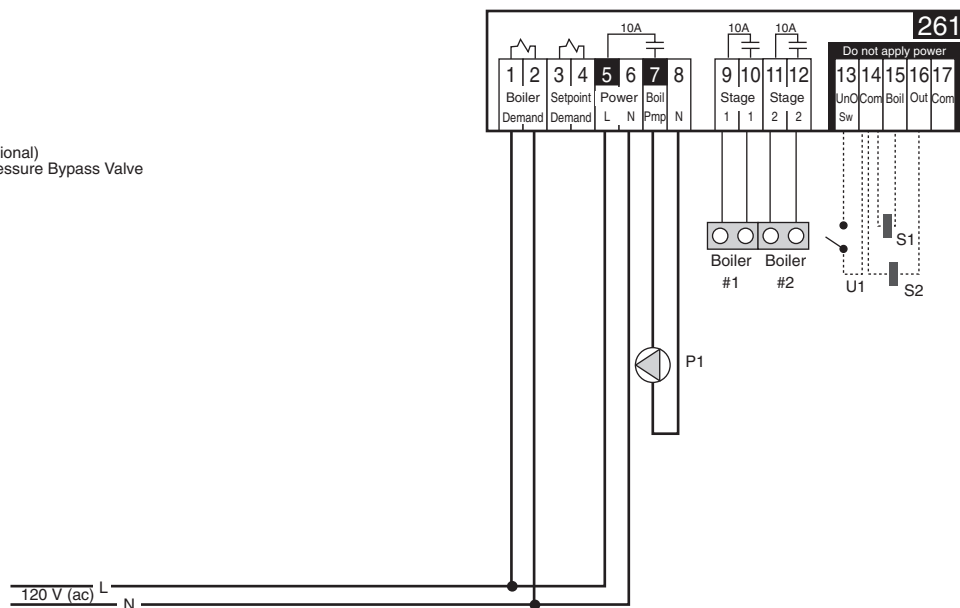 261
10A
10A
10A
Do not apply power
1 2 3 4 5 6 7 8 9 10 11 12 13 14 15 16 17
Boiler Setpoint Power Boil Stage Stage UnO Com Boil Out Com
Demand Demand L N Pmp N 1 1 2 2 Sw
ional)
essure Bypass Valve
Boiler #1
Boiler #2
S1
U1
S2
P1
L
120 V (ac)
N